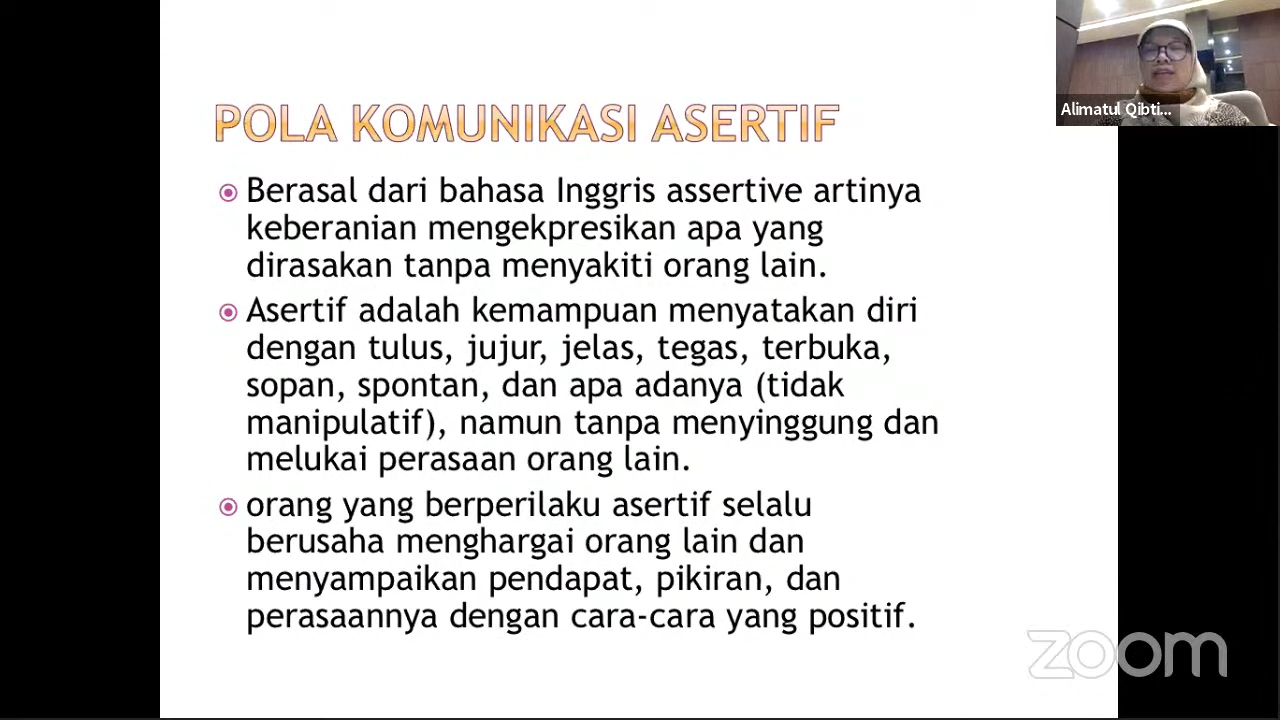 Alimatul Qibti...
POLA KOMUNIKASI ASERTIF
Berasal dari bahasa Inggris assertive artinya
keberanian mengekpresikan apa yang
dirasakan tanpa menyakiti orang lain.
Asertif adalah kemampuan menyatakan diri
dengan tulus, jujur, jelas, tegas, terbuka,
sopan, spontan, dan apa adanya (tidak
manipulatif), namun tanpa menyinggung dan
melukai perasaan orang lain.
orang yang berperilaku asertif selalu
berusaha menghargai orang lain dan
menyampaikan pendapat, pikiran, dan
perasaannya dengan cara-cara yang positif.
zoom